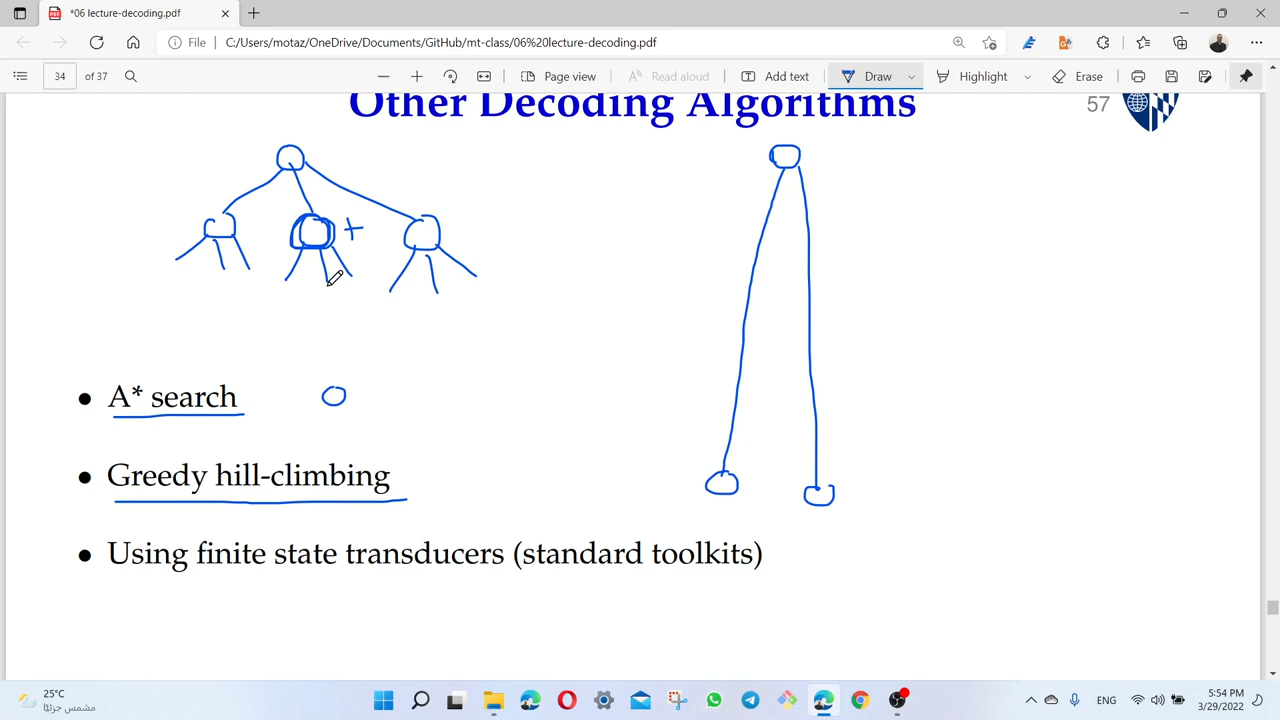 *06 lecture-decoding.pdf
File C:/Users/motaz/OneDrive/Documents/GitHub/mt-class/06%20lecture-decoding.pdf
34 of 37 Page view Read aloud Add text Draw Highlight Erase
Other Decoding Algorithms 57
+
• A* search
• Greedy hill-climbing
• Using finite state transducers (standard toolkits)
25°C
مشمس جزئيًا
ENG
5:54 PM
3/29/2022